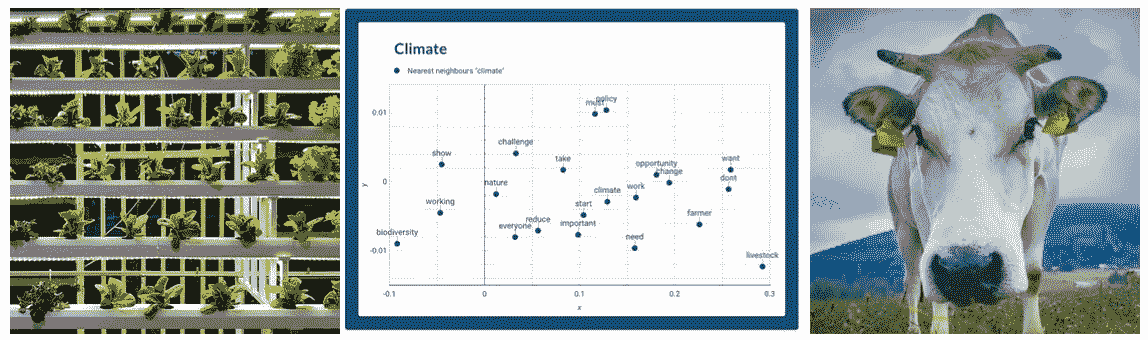 Climate
Nearest neighbours 'climate'
policy
must
0.01
challenge
show
take
want
opportunity
change
0
dont
nature
climate
work
working
start
farmer
reduce
everyone
important
biodiversity
need
-0.01
livestock
-0.1
0
0.1
0.2
0.3
x
y